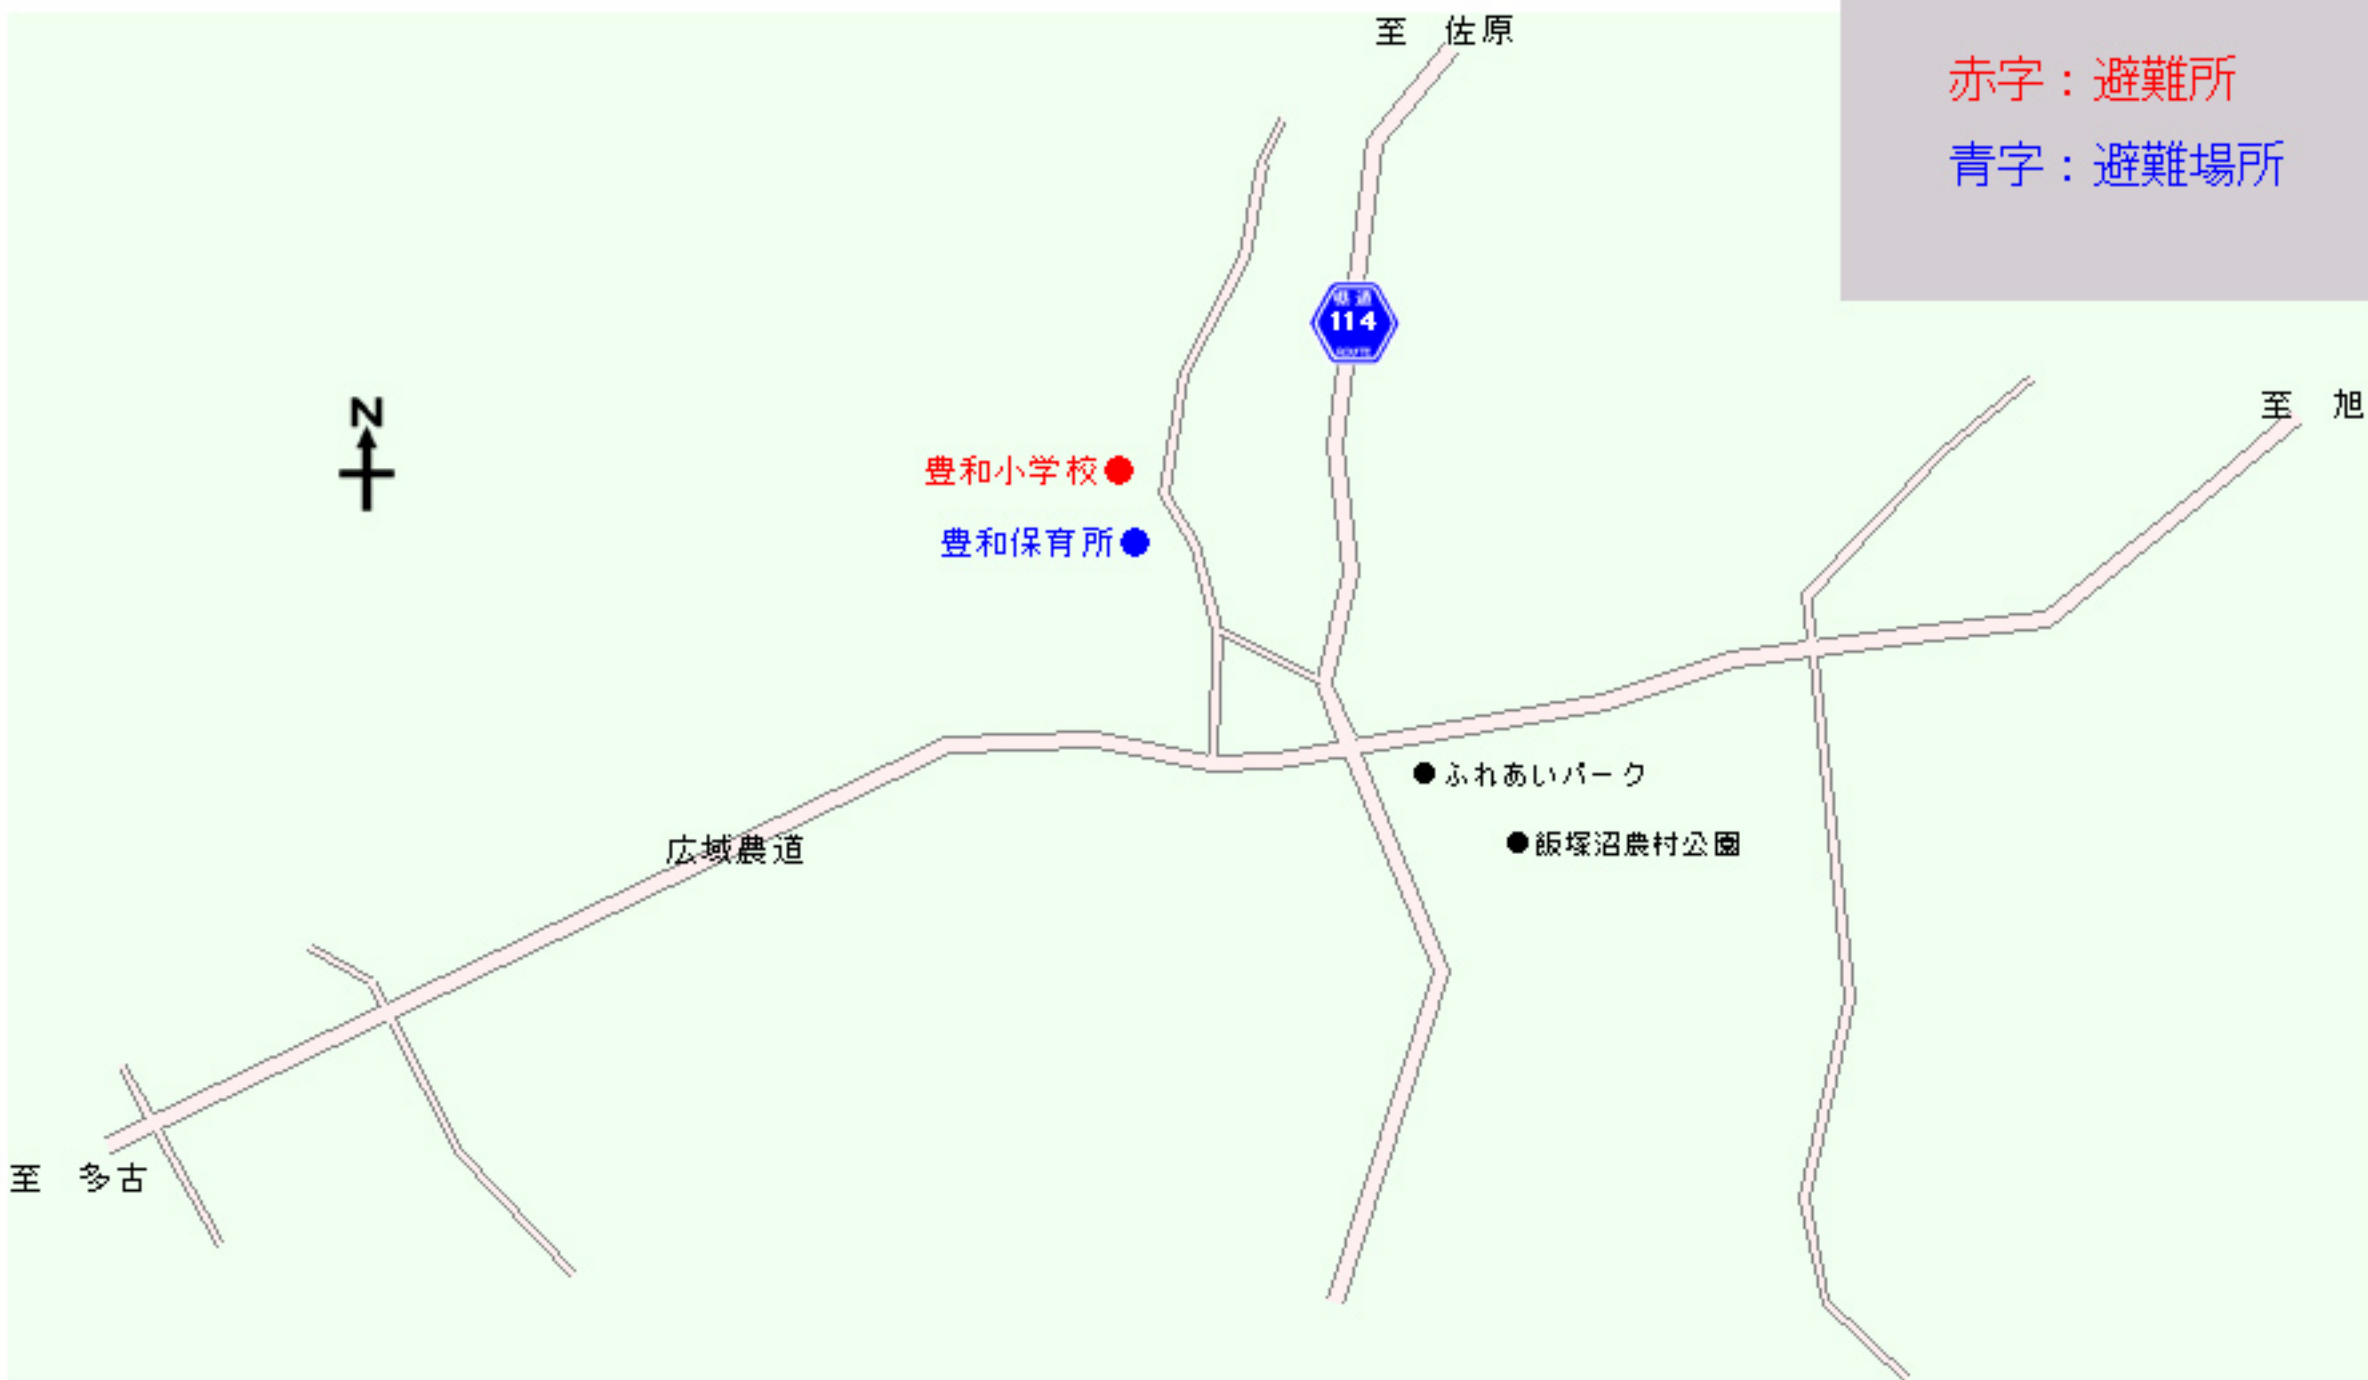 至　佐原
赤字：避難所
青字：避難場所
県道
114
ROUTE
至　旭
N
豊和小学校
豊和保育所
ふれあいパーク
飯塚沼農村公園
広域農道
至　多古